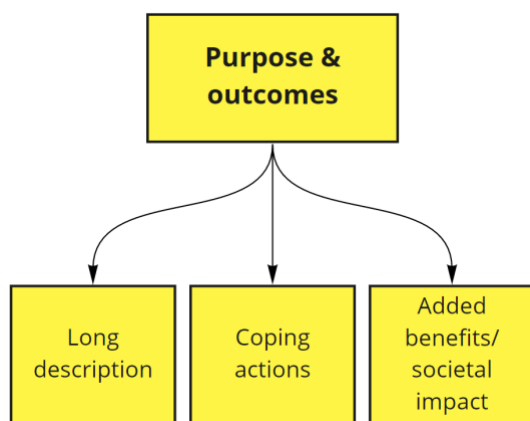 Purpose &
outcomes
Long
description
Coping
actions
Added
benefits/
societal
impact